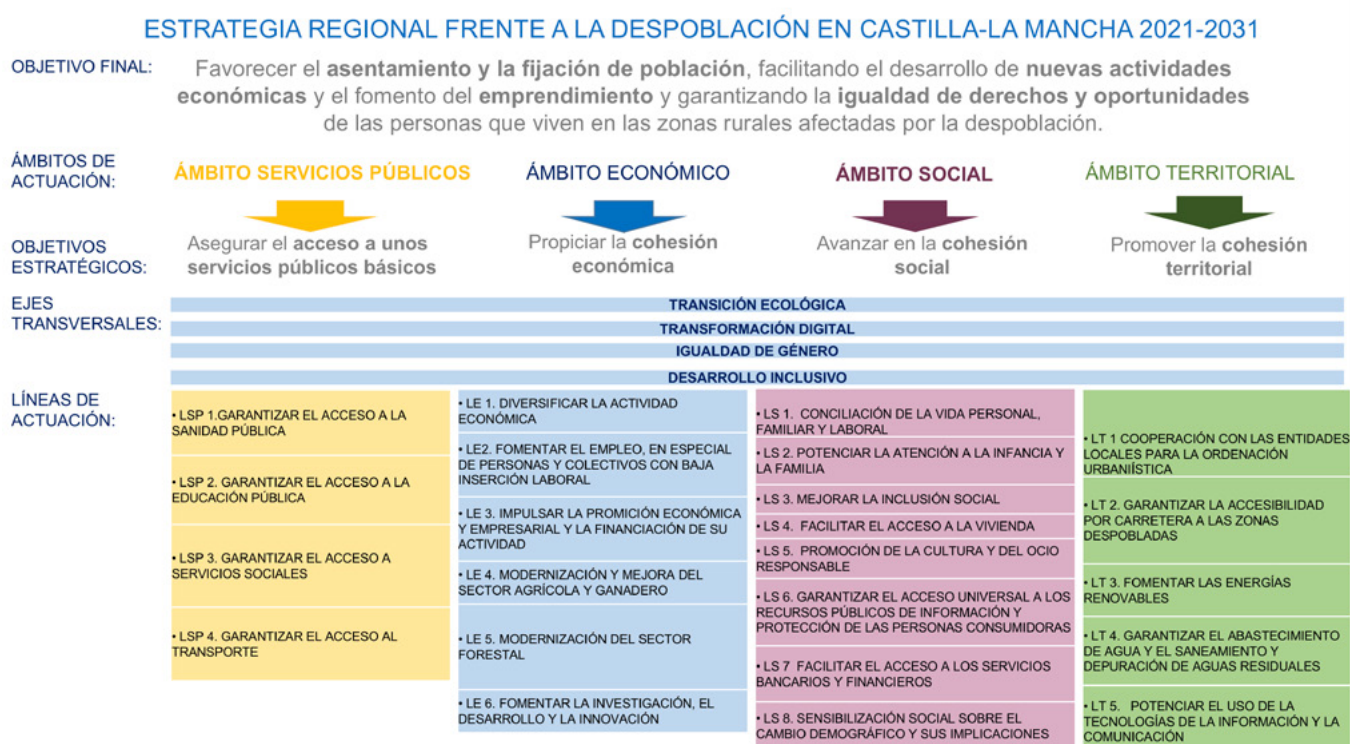 ESTRATEGIA REGIONAL FRENTE A LA DESPOBLACIÓN EN CASTILLA-LA MANCHA 2021-2031
OBJETIVO FINAL:
Favorecer el asentamiento y la fijación de población, facilitando el desarrollo de nuevas actividades
económicas y el fomento del emprendimiento y garantizando la igualdad de derechos y oportunidades
de las personas que viven en las zonas rurales afectadas por la despoblación.
ÁMBITOS DE
ACTUACIÓN:
ÁMBITO SERVICIOS PÚBLICOS
ÁMBITO ECONÓMICO
ÁMBITO SOCIAL
ÁMBITO TERRITORIAL
OBJETIVOS
ESTRATÉGICOS:
Asegurar el acceso a unos
servicios públicos básicos
Propiciar la cohesión
económica
Avanzar en la cohesión
social
Promover la cohesión
territorial
EJES
TRANSVERSALES:
TRANSICIÓN ECOLÓGICA
TRANSFORMACIÓN DIGITAL
IGUALDAD DE GÉNERO
DESARROLLO INCLUSIVO
LÍNEAS DE
ACTUACIÓN:
• LSP 1.GARANTIZAR EL ACCESO A LA
SANIDAD PÚBLICA
• LSP 2. GARANTIZAR EL ACCESO A LA
EDUCACIÓN PÚBLICA
• LSP 3. GARANTIZAR EL ACCESO A
SERVICIOS SOCIALES
• LSP 4. GARANTIZAR EL ACCESO AL
TRANSPORTE
• LE 1. DIVERSIFICAR LA ACTIVIDAD
ECONÓMICA
• LE2. FOMENTAR EL EMPLEO, EN ESPECIAL
DE PERSONAS Y COLECTIVOS CON BAJA
INSERCIÓN LABORAL
• LE 3. IMPULSAR LA PROMICIÓN ECONÓMICA
Y EMPRESARIAL Y LA FINANCIACIÓN DE SU
ACTIVIDAD
• LE 4. MODERNIZACIÓN Y MEJORA DEL
SECTOR AGRÍCOLA Y GANADERO
• LE 5. MODERNIZACIÓN DEL SECTOR
FORESTAL
• LE 6. FOMENTAR LA INVESTIGACIÓN, EL
DESARROLLO Y LA INNOVACIÓN
• LS 1. CONCILIACIÓN DE LA VIDA PERSONAL,
FAMILIAR Y LABORAL
• LS 2. POTENCIAR LA ATENCIÓN A LA INFANCIA Y
LA FAMILIA
• LS 3. MEJORAR LA INCLUSIÓN SOCIAL
• LS 4. FACILITAR EL ACCESO A LA VIVIENDA
• LS 5. PROMOCIÓN DE LA CULTURA Y DEL OCIO
RESPONSABLE
• LS 6. GARANTIZAR EL ACCESO UNIVERSAL A LOS
RECURSOS PÚBLICOS DE INFORMACIÓN Y
PROTECCIÓN DE LAS PERSONAS CONSUMIDORAS
• LS 7 FACILITAR EL ACCESO A LOS SERVICIOS
BANCARIOS Y FINANCIEROS
• LS 8. SENSIBILIZACIÓN SOCIAL SOBRE EL
CAMBIO DEMOGRÁFICO Y SUS IMPLICACIONES
• LT 1 COOPERACIÓN CON LAS ENTIDADES
LOCALES PARA LA ORDENACIÓN
URBANIÍSTICA
• LT 2. GARANTIZAR LA ACCESIBILIDAD
POR CARRETERA A LAS ZONAS
DESPOBLADAS
• LT 3. FOMENTAR LAS ENERGÍAS
RENOVABLES
• LT 4. GARANTIZAR EL ABASTECIMIENTO
DE AGUA Y EL SANEAMIENTO Y
DEPURACIÓN DE AGUAS RESIDUALES
• LT 5. POTENCIAR EL USO DE LA
TECNOLOGÍAS DE LA INFORMACIÓN Y LA
COMUNICACIÓN